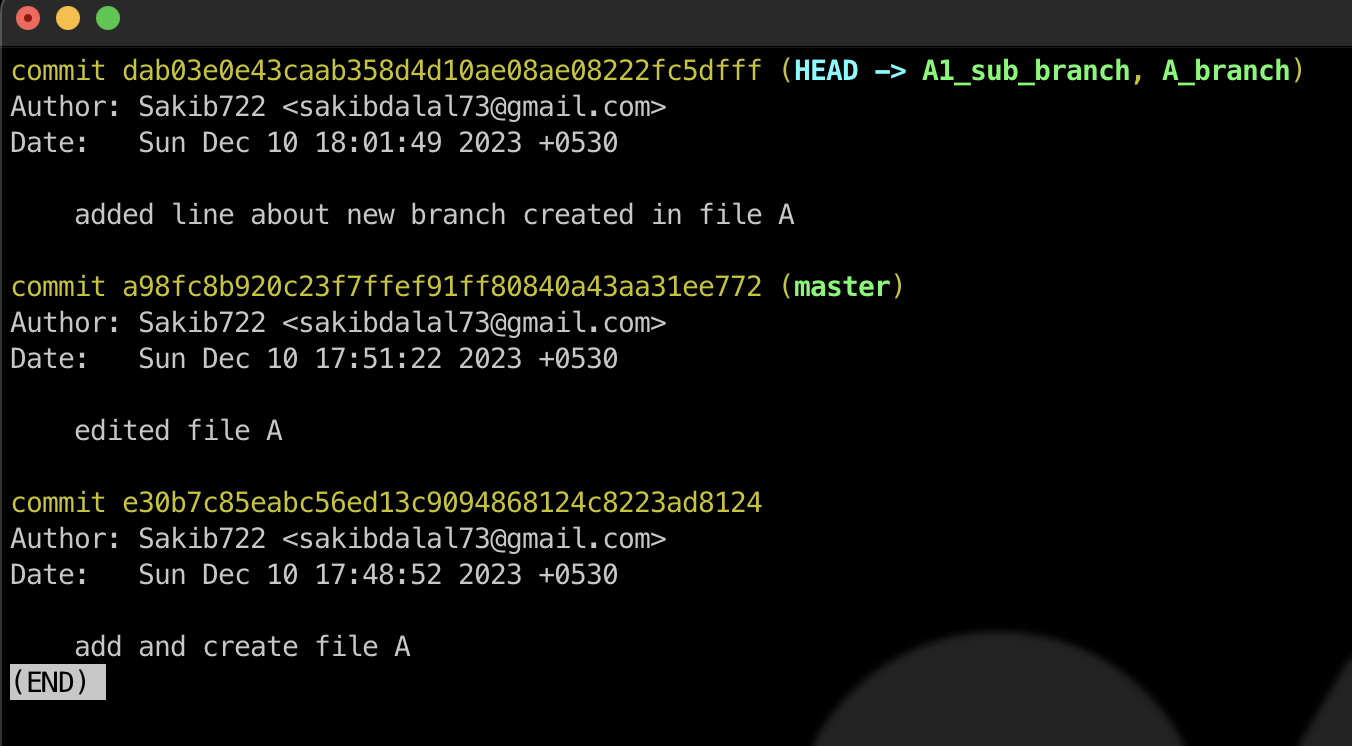 commit dab03e0e43caab358d4d10ae08ae08222fc5dfff (HEAD -> A1_sub_branch, A_branch)
Author: Sakib722 <sakibdalal73@gmail.com>
Date:   Sun Dec 10 18:01:49 2023 +0530
added line about new branch created in file A
commit a98fc8b920c23f7ffef91ff80840a43aa31ee772 (master)
Author: Sakib722 <sakibdalal73@gmail.com>
Date:   Sun Dec 10 17:51:22 2023 +0530
edited file A
commit e30b7c85eabc56ed13c9094868124c8223ad8124
Author: Sakib722 <sakibdalal73@gmail.com>
Date:   Sun Dec 10 17:48:52 2023 +0530
add and create file A
(END)